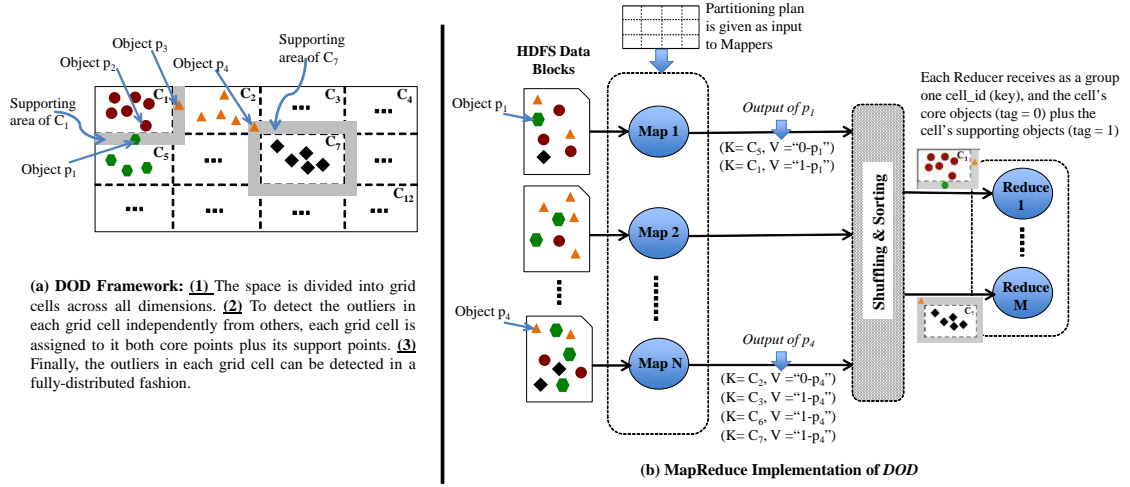 Object p3
Object p2
Object p4
Supporting area of C7
Supporting area of C1
Object p1
C1
C2
C3
C4
C5
C7
C12
(a) DOD Framework: (1) The space is divided into grid
cells across all dimensions. (2) To detect the outliers in
each grid cell independently from others, each grid cell is
assigned to it both core points plus its support points. (3)
Finally, the outliers in each grid cell can be detected in a
fully-distributed fashion.
Partitioning plan
is given as input
to Mappers
HDFS Data
Blocks
Object p1
Object p4
Map 1
Map 2
Map N
Output of p1
(K= C5, V =“0-p1”)
(K= C1, V =“1-p1”)
Output of p4
(K= C2, V =“0-p4”)
(K= C3, V =“1-p4”)
(K= C6, V =“1-p4”)
(K= C7, V =“1-p4”)
Shuffling & Sorting
Each Reducer receives as a group
one cell_id (key), and the cell's
core objects (tag = 0) plus the
cell's supporting objects (tag = 1)
C1
Reduce
1
Reduce
M
C7
(b) MapReduce Implementation of DOD